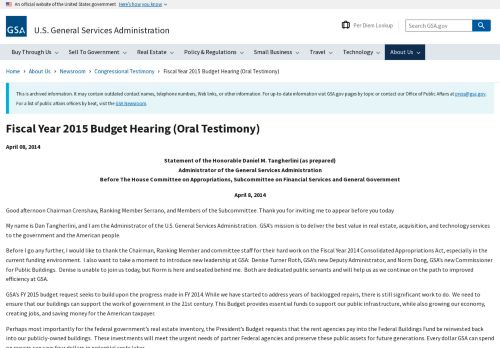 An official website of the United States government Here's how you know
GSA
U.S. General Services Administration
Per Diem Lookup
Search GSA.gov
Buy Through Us
Sell To Government
Real Estate
Policy & Regulations
Small Business
Travel
Technology
About Us
Home › About Us › Newsroom › Congressional Testimony › Fiscal Year 2015 Budget Hearing (Oral Testimony)
This is archived information. It may contain outdated contact names, telephone numbers, Web links, or other information. For up-to-date information visit GSA.gov pages by topic or contact our Office of Public Affairs at press@gsa.gov.
For a list of public affairs officers by beat, visit the GSA Newsroom.
Fiscal Year 2015 Budget Hearing (Oral Testimony)
April 08, 2014
Statement of the Honorable Daniel M. Tangherlini (as prepared)
Administrator of the General Services Administration
Before The House Committee on Appropriations, Subcommittee on Financial Services and General Government
April 8, 2014
Good afternoon Chairman Crenshaw, Ranking Member Serrano, and Members of the Subcommittee. Thank you for inviting me to appear before you today
My name is Dan Tangherlini, and I am the Administrator of the U.S. General Services Administration. GSA's mission is to deliver the best value in real estate, acquisition, and technology services
to the government and the American people.
Before I go any further, I would like to thank the Chairman, Ranking Member and committee staff for their hard work on the Fiscal Year 2014 Consolidated Appropriations Act, especially in the
current funding environment. I also want to take a moment to introduce new leadership at GSA: Denise Turner Roth, GSA's new Deputy Administrator, and Norm Dong, GSA's new Commissioner
for Public Buildings. Denise is unable to join us today, but Norm is here and seated behind me. Both are dedicated public servants and will help us as we continue on the path to improved
efficiency at GSA.
GSA's FY 2015 budget request seeks to build upon the progress made in FY 2014. While we have started to address years of backlogged repairs, there is still significant work to do. We need to
ensure that our buildings can support the work of government in the 21st century. This Budget provides essential funds to support our public infrastructure, while also growing our economy,
creating jobs, and saving money for the American taxpayer.
Perhaps most importantly for the federal government's real estate inventory, the President's Budget requests that the rent agencies pay into the Federal Buildings Fund be reinvested back
into our publicly-owned buildings. These investments will meet the urgent needs of partner Federal agencies and preserve these public assets for future generations. Every dollar GSA can spend